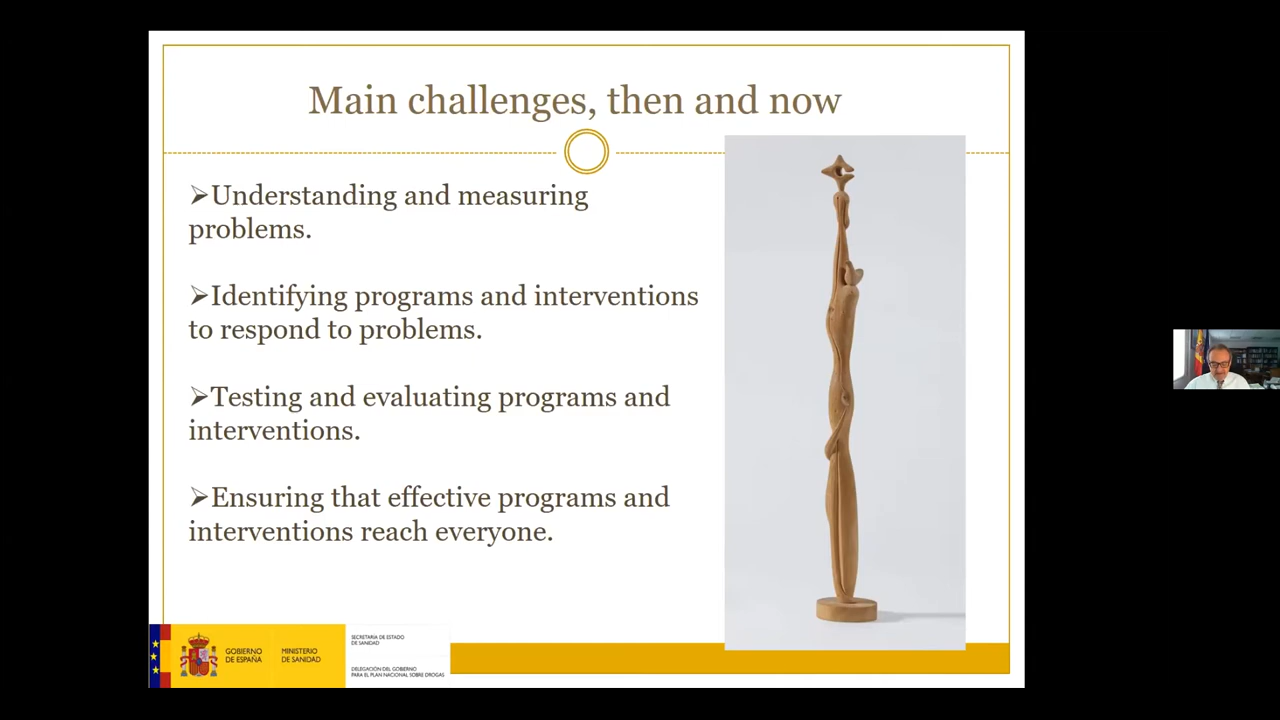 Main challenges, then and now
➢Understanding and measuring
problems.
➢Identifying programs and interventions
to respond to problems.
➢Testing and evaluating programs and
interventions.
➢Ensuring that effective programs and
interventions reach everyone.
GOBIERNO
DE ESPAÑA
MINISTERIO
DE SANIDAD
SECRETARÍA DE ESTADO
DE SANIDAD
DELEGACIÓN DEL GOBIERNO
PARA EL PLAN NACIONAL SOBRE DROGAS